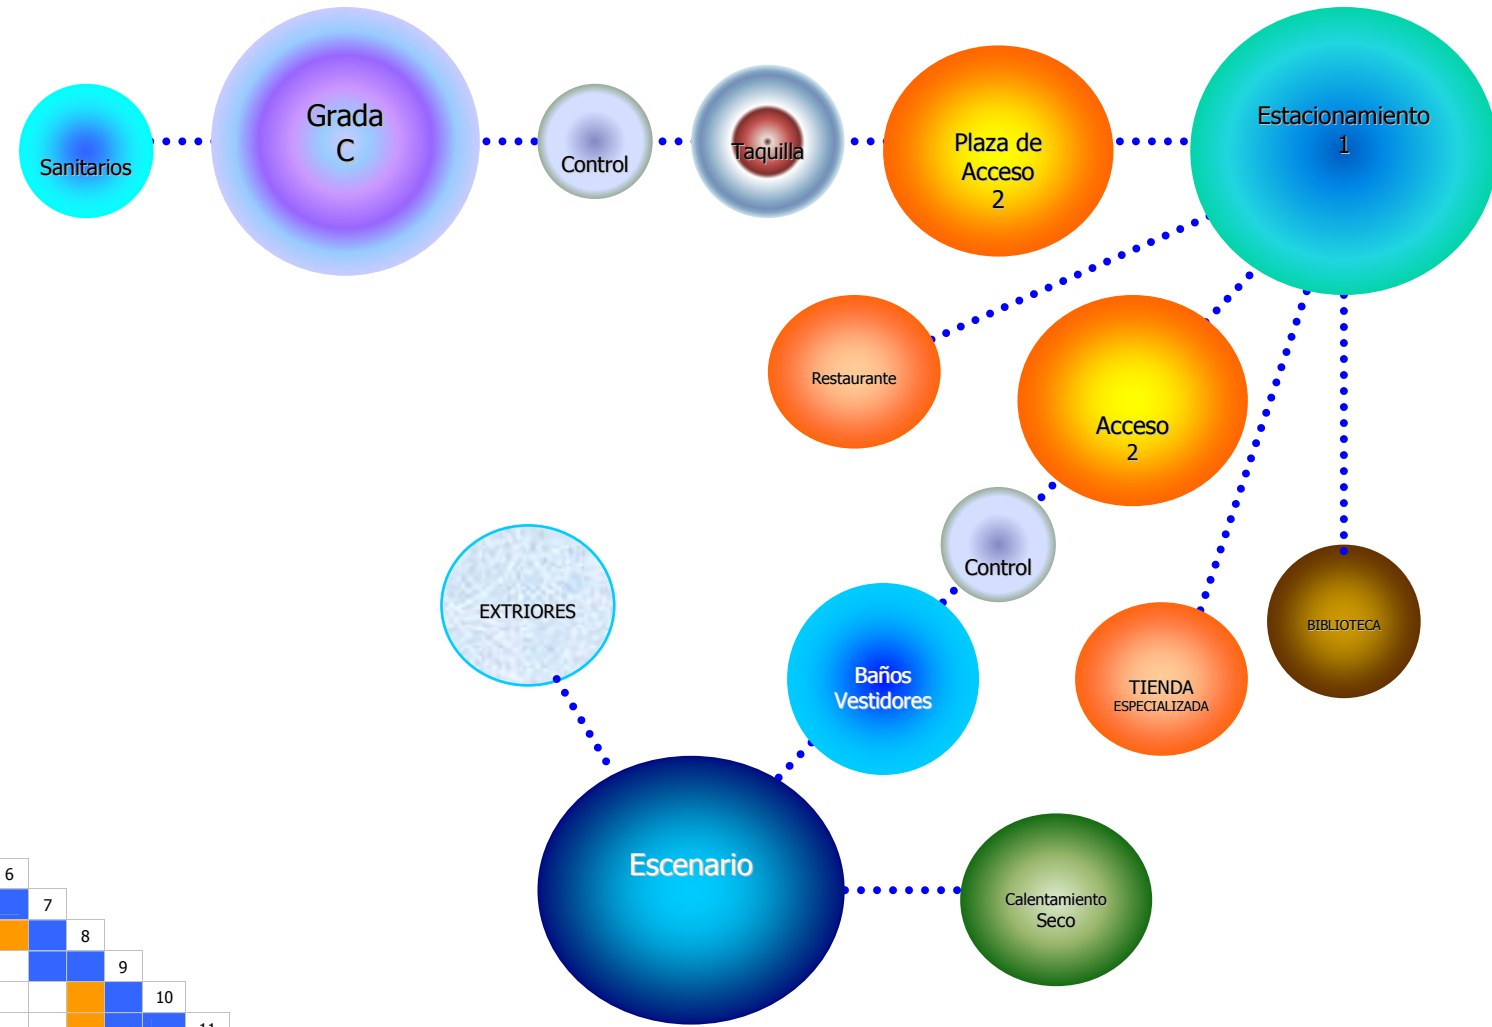 Sanitarios
Grada
C
Control
Taquilla
Plaza de
Acceso
2
Estacionamiento
1
Restaurante
Acceso
2
Control
EXTRIORES
Baños
Vestidores
TIENDA
ESPECIALIZADA
BIBLIOTECA
Escenario
Calentamiento
Seco
6
7
8
9
10
11